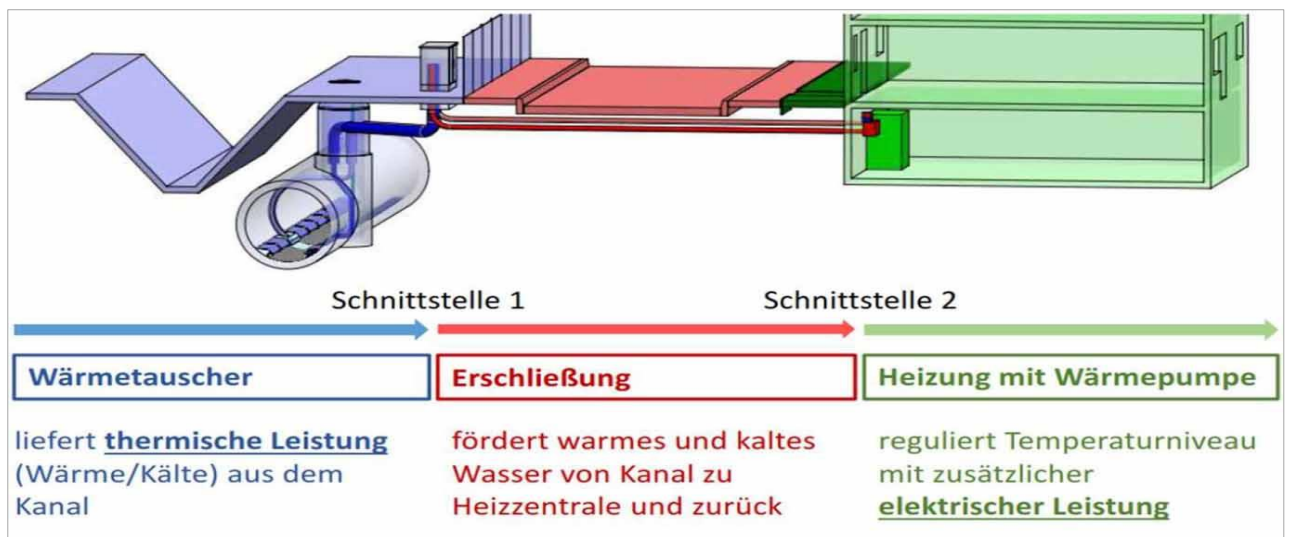 Schnittstelle 1
Schnittstelle 2
Wärmetauscher
Erschließung
Heizung mit Wärmepumpe
liefert thermische Leistung
(Wärme/Kälte) aus dem
Kanal
fördert warmes und kaltes
Wasser von Kanal zu
Heizzentrale und zurück
reguliert Temperaturniveau
mit zusätzlicher
elektrischer Leistung